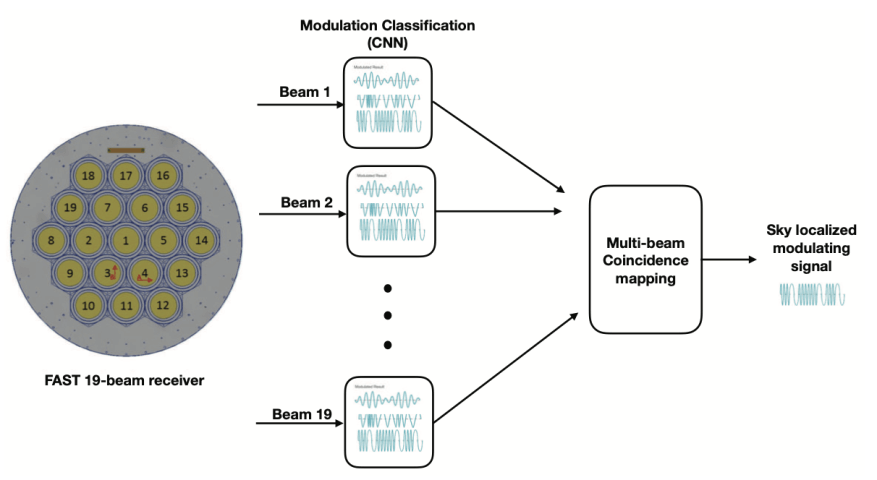 Modulation Classification
(CNN)
Beam 1
Modulated Result
Beam 2
Modulated Result
Beam 19
Modulated Result
18 17 16
19 7 6 15
8 2 1 5 14
9 3 4 13
10 11 12
FAST 19-beam receiver
Multi-beam
Coincidence
mapping
Sky localized
modulating
signal